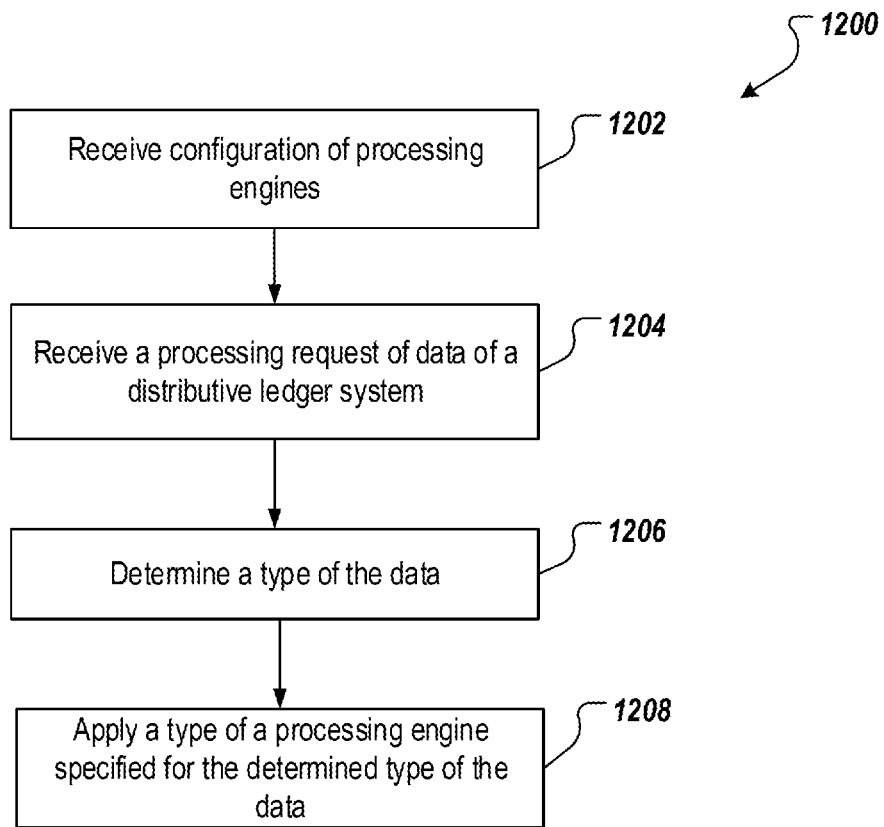 1200
1202
Receive configuration of processing
engines
1204
Receive a processing request of data of a
distributive ledger system
1206
Determine a type of the data
1208
Apply a type of a processing engine
specified for the determined type of the
data